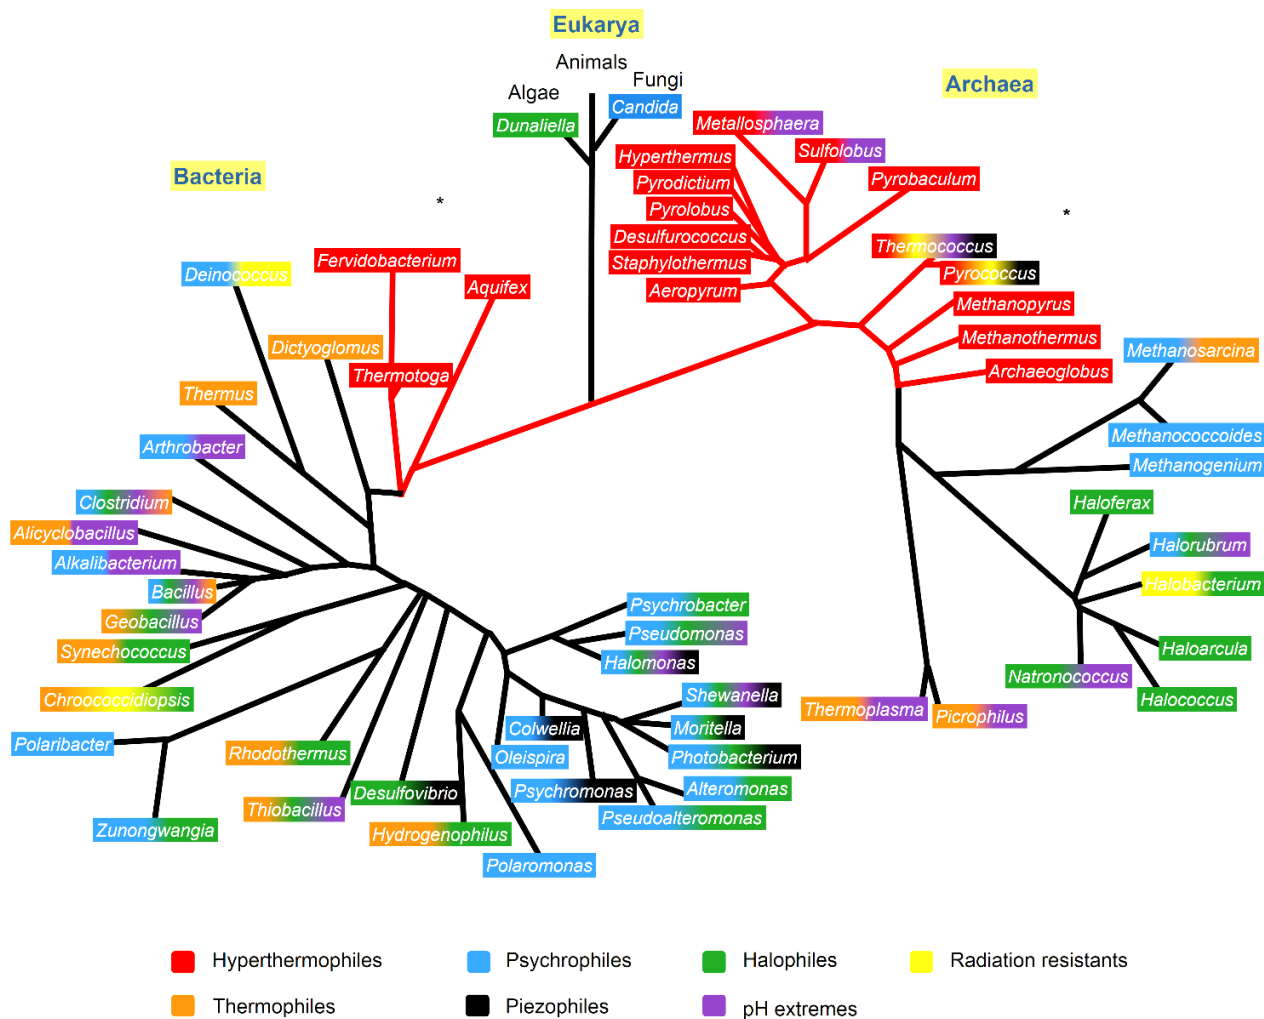 Eukarya
Animals
Fungi
Algae
Candida
Dunaliella
Archaea
Metallosphaera
Sulfolobus
Hyperthermus
Pyrodictium
Pyrobaculum
Pyrolobus
Desulfurococcus
Staphylothermus
Aeropyrum
*
Thermococcus
Pyrococcus
Methanopyrus
Methanothermus
Archaeoglobus
Methanosarcina
Methanococcoides
Methanogenium
Haloferax
Halorubrum
Halobacterium
Haloarcula
Natronococcus
Halococcus
Thermoplasma
Picrophilus
Bacteria
*
Fervidobacterium
Deinococcus
Aquifex
Dictyoglomus
Thermotoga
Thermus
Arthrobacter
Clostridium
Alicyclobacillus
Alkalibacterium
Bacillus
Geobacillus
Synechococcus
Chroococcidiopsis
Polaribacter
Zunongwangia
Rhodothermus
Thiobacillus
Desulfovibrio
Hydrogenophilus
Polaromonas
Psychrobacter
Pseudomonas
Halomonas
Shewanella
Colwellia
Moritella
Oleispira
Photobacterium
Psychromonas
Alteromonas
Pseudoalteromonas
Hyperthermophiles
Psychrophiles
Halophiles
Radiation resistants
Thermophiles
Piezophiles
pH extremes